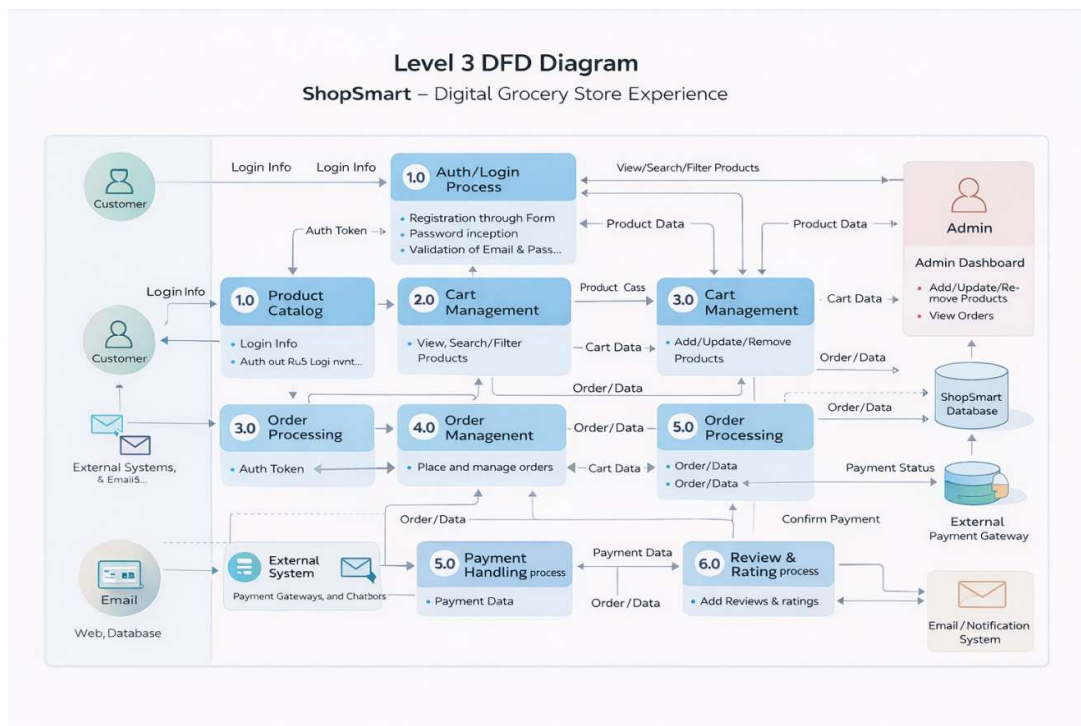 Level 3 DFD Diagram
ShopSmart – Digital Grocery Store Experience
Customer
Login Info
Login Info
1.0 Auth/Login
Process
• Registration through Form
• Password inception
• Validation of Email & Pass...
View/Search/Filter Products
Admin
Admin Dashboard
• Add/Update/Re-
move Products
• View Orders
Auth Token
Product Data
Product Data
Login Info
Customer
1.0 Product
Catalog
• Login Info
• Auth out Ru5 Logi nvnt...
2.0 Cart
Management
• View, Search/Filter
Products
Product Cass
Cart Data
3.0 Cart
Management
• Add/Update/Remove
Products
Cart Data
Order/Data
Order/Data
ShopSmart
Database
External Systems,
& Email5...
3.0 Order
Processing
• Auth Token
4.0 Order
Management
• Place and manage orders
Order/Data
Cart Data
5.0 Order
Processing
• Order/Data
• Order/Data
Order/Data
Payment Status
External
Payment Gateway
Order/Data
Confirm Payment
Email
Web, Database
External
System
Payment Gateways, and Chatbors
5.0 Payment
Handling process
• Payment Data
Payment Data
Order/Data
6.0 Review &
Rating process
• Add Reviews & ratings
Email/Notification
System